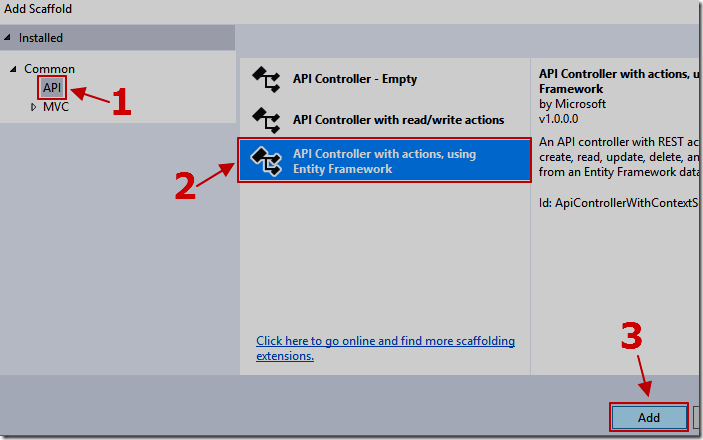 Add Scaffold
Installed
Common
API
MVC
1
API Controller - Empty
API Controller with read/write actions
API Controller with actions, using
Entity Framework
2
Click here to go online and find more scaffolding
extensions.
API Controller with actions, u
Framework
by Microsoft
v1.0.0.0
An API controller with REST ac
create, read, update, delete, an
from an Entity Framework data
Id: ApiControllerWithContextS
3
Add